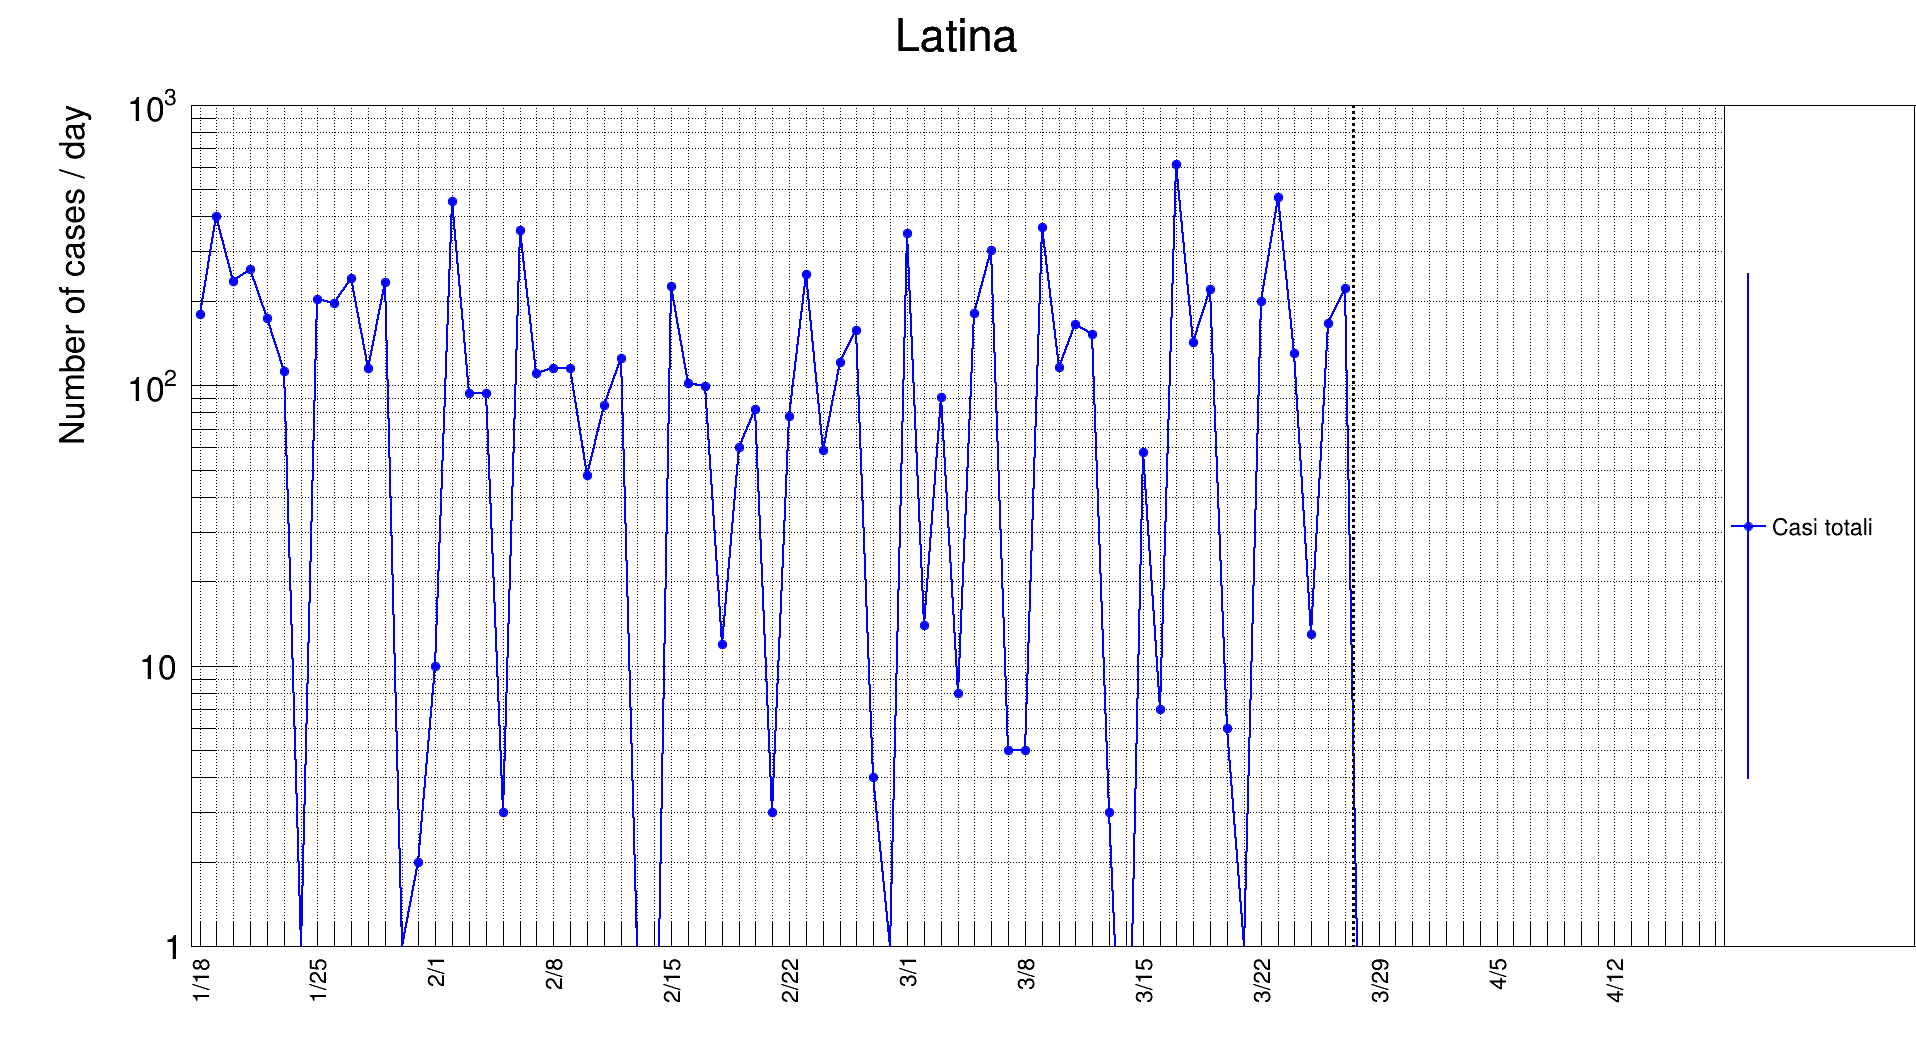 Latina
Number of cases / day
10³
10²
10
1
1/18 1/25 2/1 2/8 2/15 2/22 3/1 3/8 3/15 3/22 3/29 4/5 4/12
Casi totali